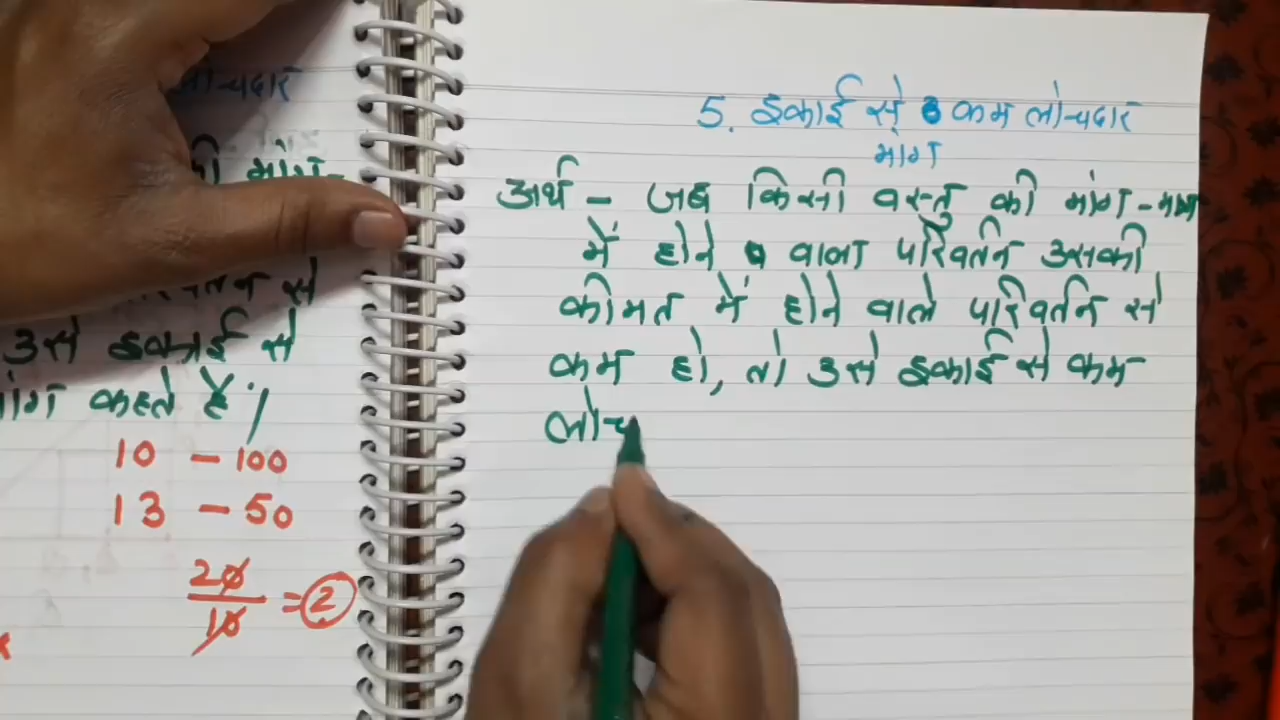 लोचदार
की मांग-
परिवर्तन से
उसे इकाई से
मांग कहते हैं।
10 - 100
13 - 50
20
10
= 2
5. इकाई से कम लोचदार
मांग
अर्थ - जब किसी वस्तु की मांग-
में होने वाला परिवर्तन उसकी
कीमत में होने वाले परिवर्तन से
कम हो, तो उसे इकाई से कम
लोच